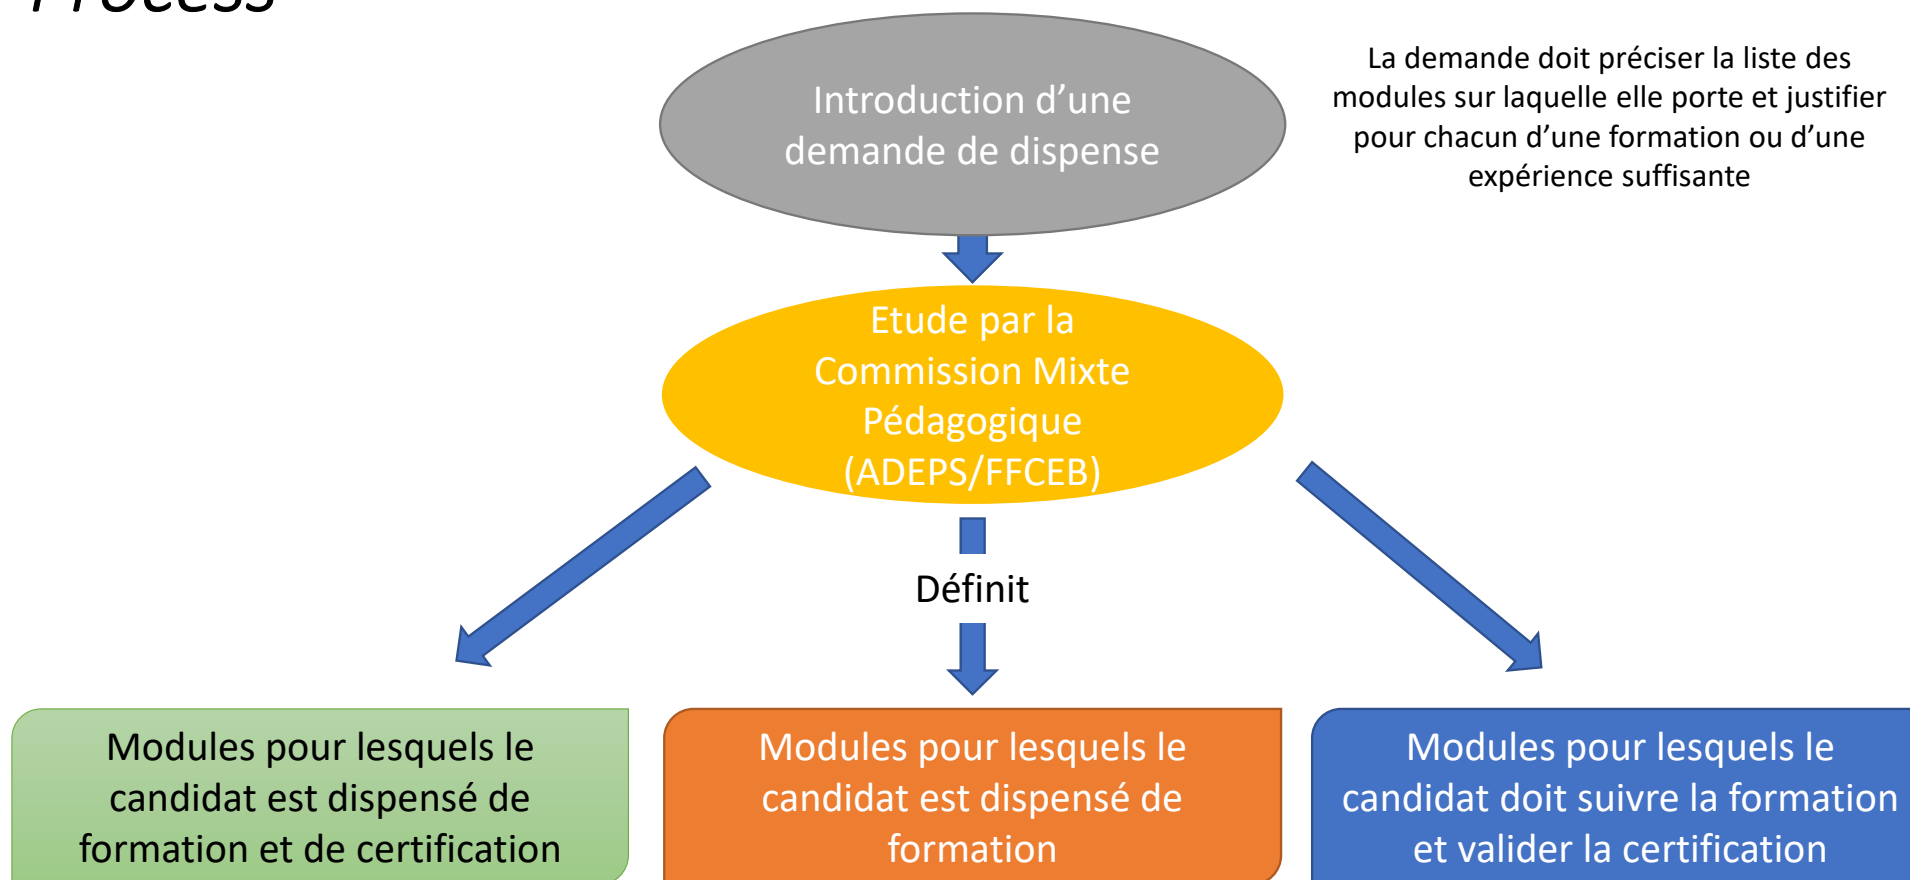 Process
Introduction d’une
demande de dispense
La demande doit préciser la liste des
modules sur laquelle elle porte et justifier
pour chacun d’une formation ou d’une
expérience suffisante
Etude par la
Commission Mixte
Pédagogique
(ADEPS/FFCEB)
Définit
Modules pour lesquels le
candidat est dispensé de
formation et de certification
Modules pour lesquels le
candidat est dispensé de
formation
Modules pour lesquels le
candidat doit suivre la formation
et valider la certification